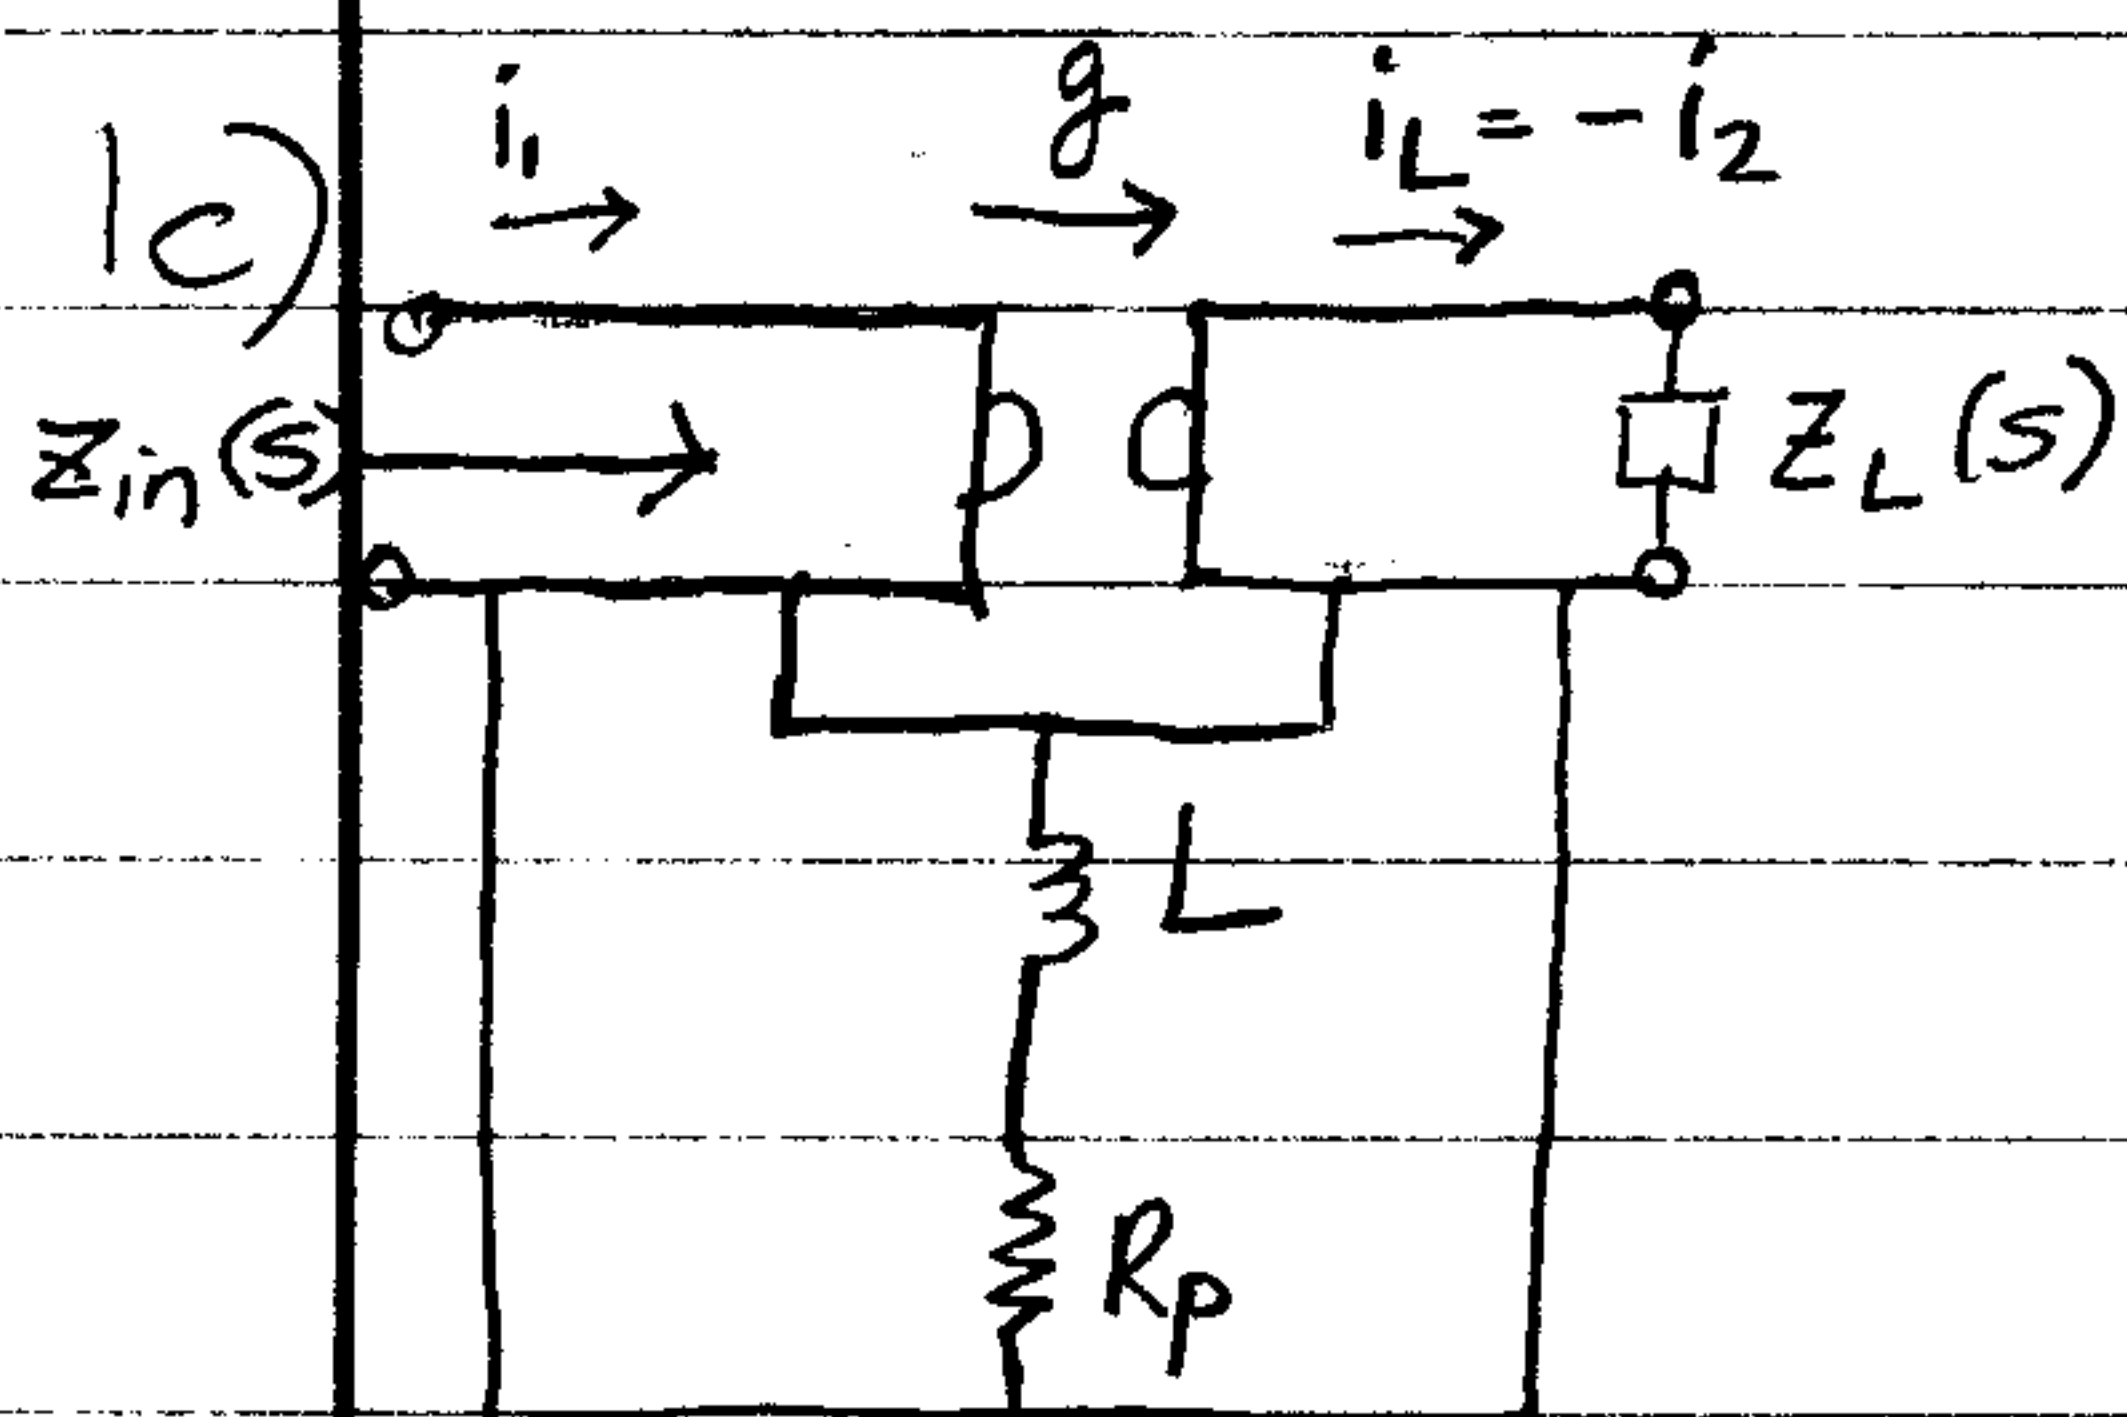 1c)
i₁
g
i_L = -i₂
Z_in(s)
Z_L(s)
L
R_p